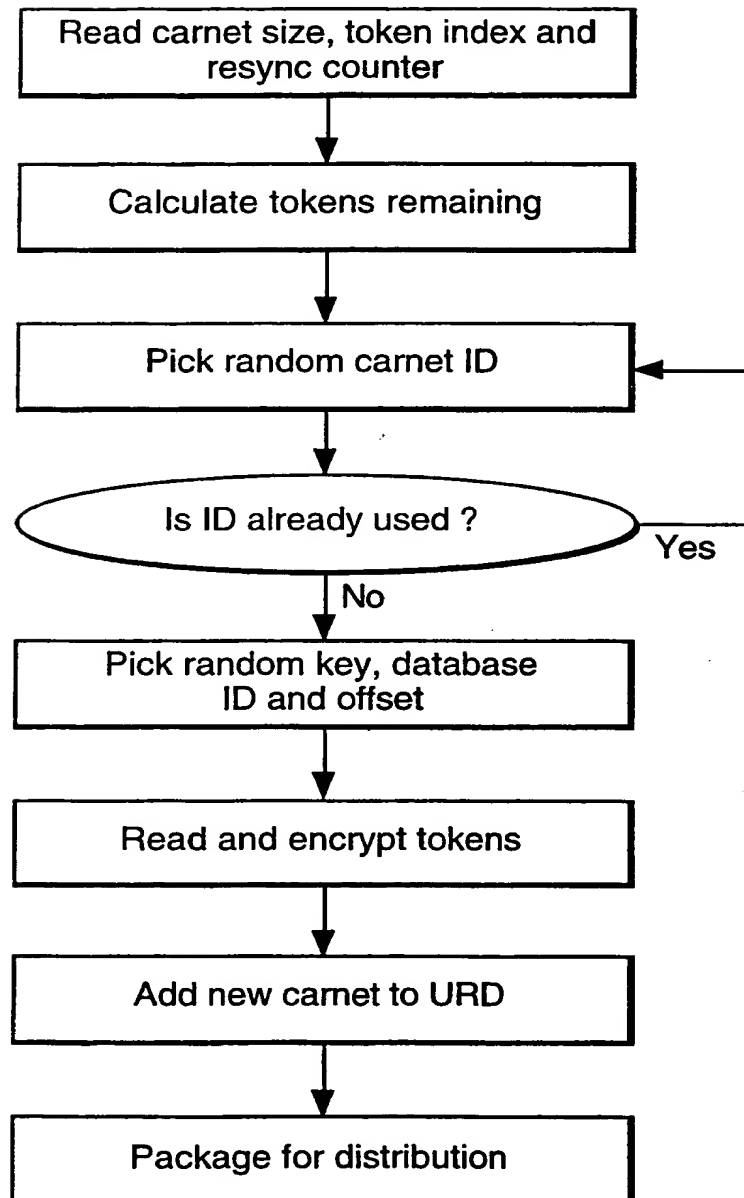 Read carnet size, token index and
resync counter
Calculate tokens remaining
Pick random carnet ID
Is ID already used ?
Yes
No
Pick random key, database
ID and offset
Read and encrypt tokens
Add new carnet to URD
Package for distribution